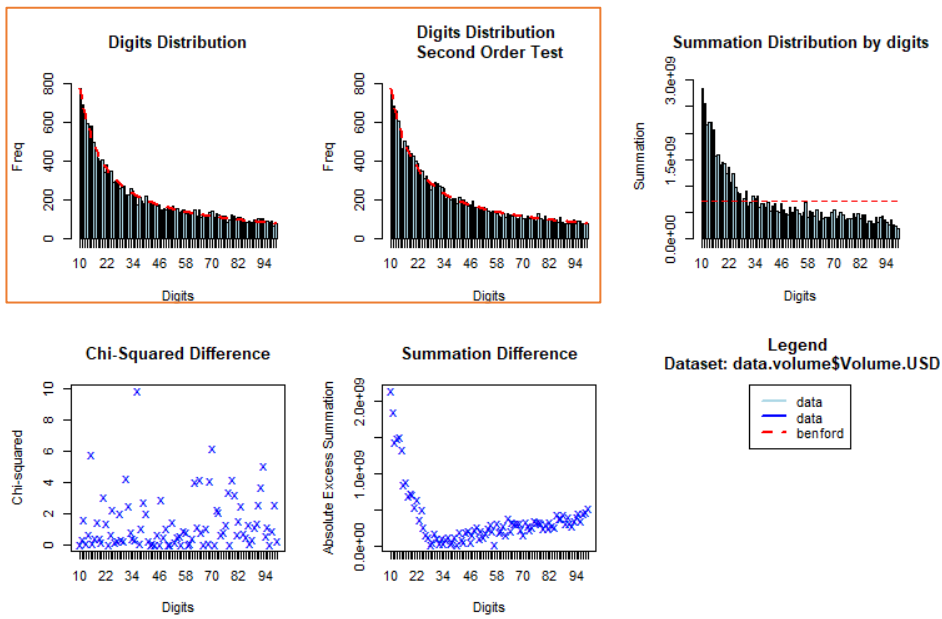 Digits Distribution
Freq
800
600
400
200
0
10 22 34 46 58 70 82 94
Digits
Digits Distribution
Second Order Test
Freq
800
600
400
200
0
10 22 34 46 58 70 82 94
Digits
Summation Distribution by digits
Summation
3.0e+09
1.5e+09
0.0e+00
10 22 34 46 58 70 82 94
Digits
Chi-Squared Difference
Chi-squared
10
8
6
4
2
0
10 22 34 46 58 70 82 94
Digits
Summation Difference
Absolute Excess Summation
2.0e+09
1.0e+09
0.0e+00
10 22 34 46 58 70 82 94
Digits
Legend
Dataset: data.volume$Volume.USD
data
data
benford